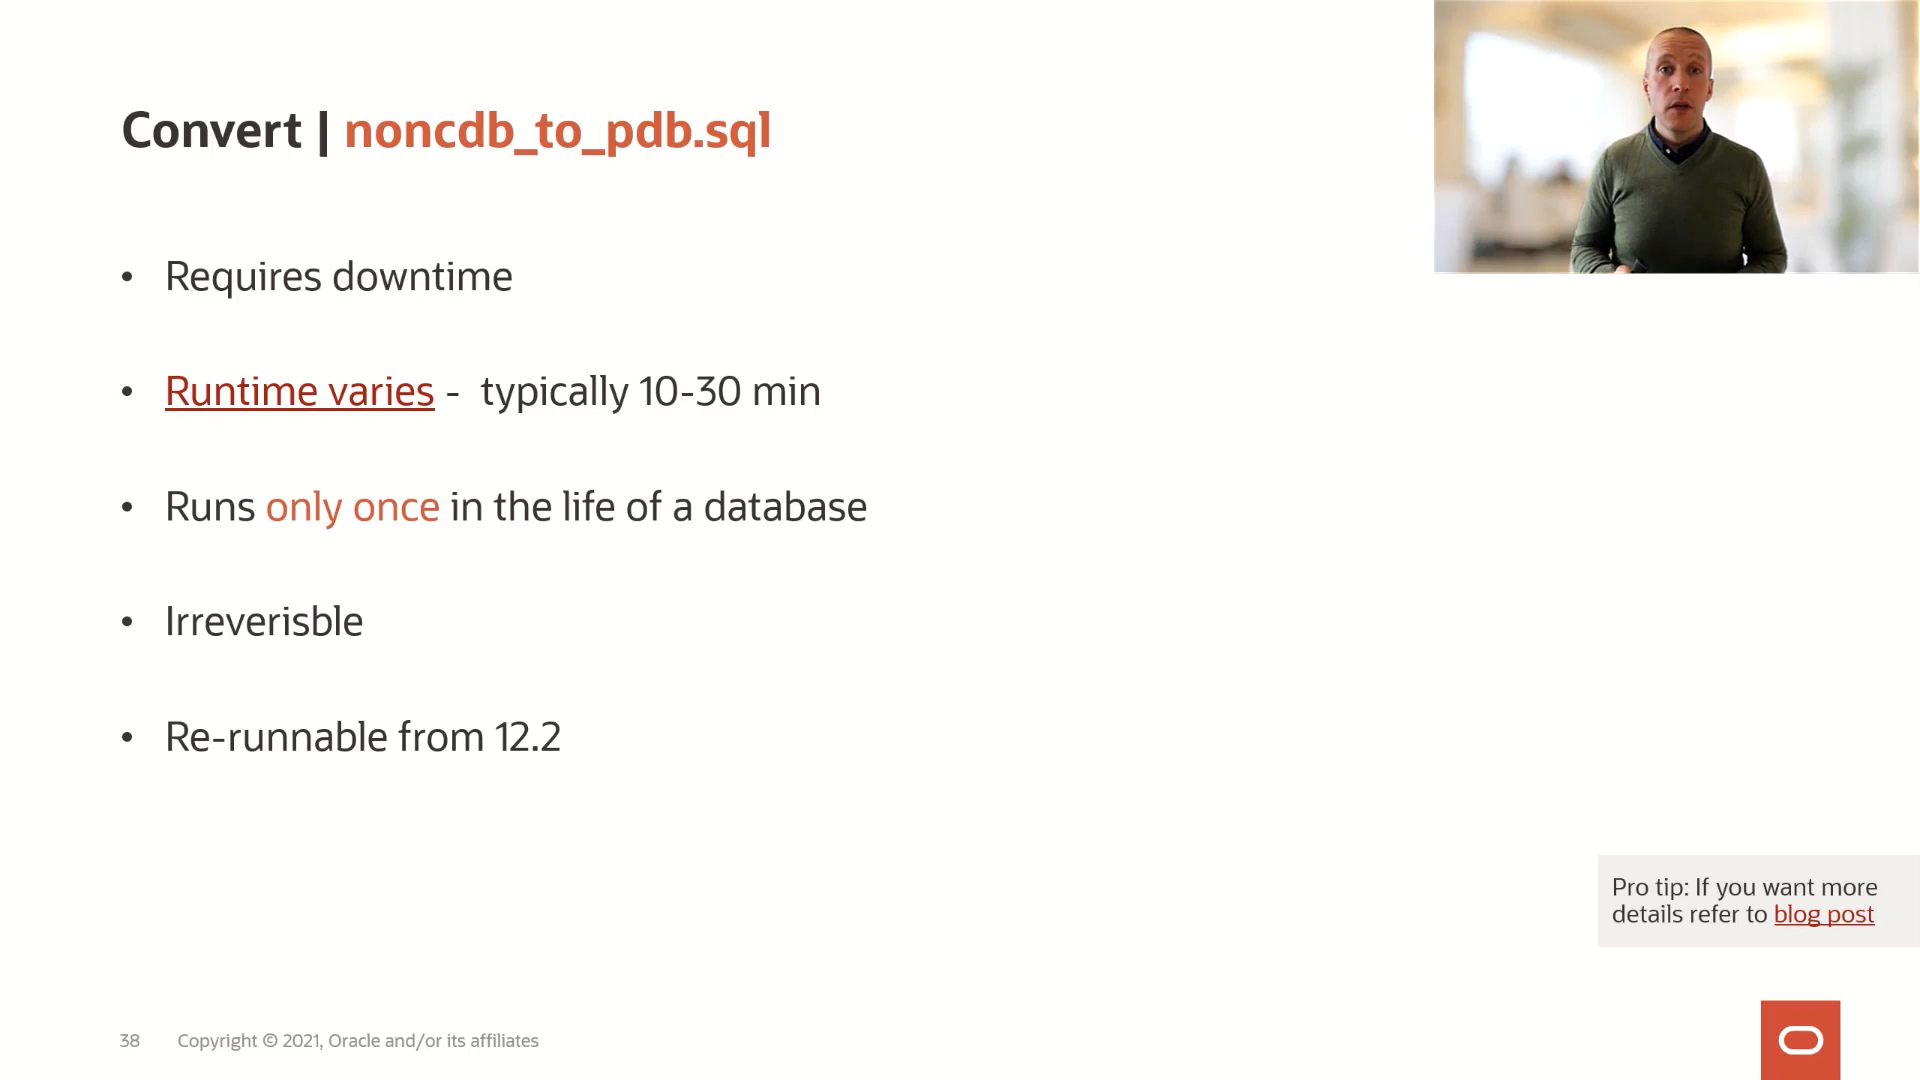 Convert | noncdb_to_pdb.sql
• Requires downtime
• Runtime varies - typically 10-30 min
• Runs only once in the life of a database
• Irreverisble
• Re-runnable from 12.2
Pro tip: If you want more
details refer to blog post
38 Copyright © 2021, Oracle and/or its affiliates